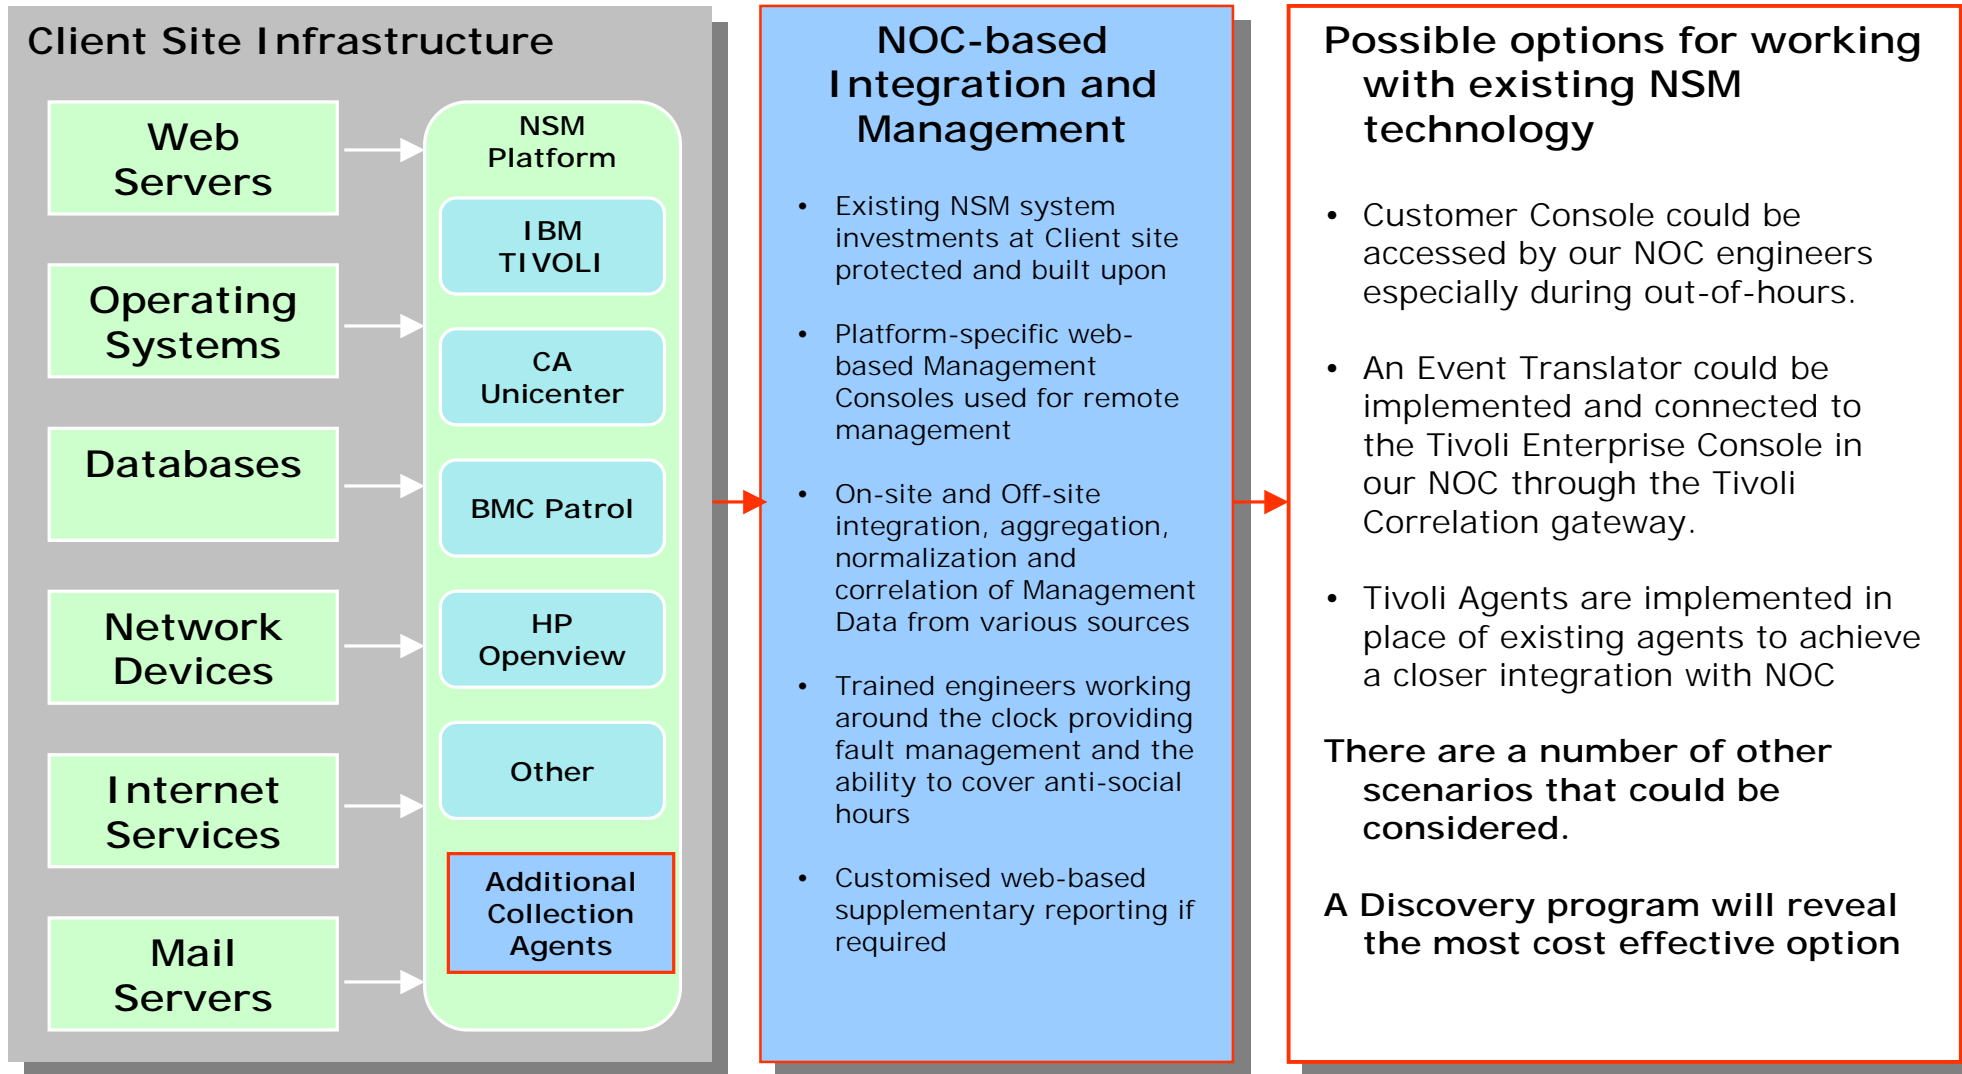 Client Site Infrastructure
Web
Servers
Operating
Systems
Databases
Network
Devices
Internet
Services
Mail
Servers
NSM
Platform
IBM
TIVOLI
CA
Unicenter
BMC Patrol
HP
Openview
Other
Additional
Collection
Agents
NOC-based
Integration and
Management
• Existing NSM system
investments at Client site
protected and built upon
• Platform-specific web-
based Management
Consoles used for remote
management
• On-site and Off-site
integration, aggregation,
normalization and
correlation of Management
Data from various sources
• Trained engineers working
around the clock providing
fault management and the
ability to cover anti-social
hours
• Customised web-based
supplementary reporting if
required
Possible options for working
with existing NSM
technology
• Customer Console could be
accessed by our NOC engineers
especially during out-of-hours.
• An Event Translator could be
implemented and connected to
the Tivoli Enterprise Console in
our NOC through the Tivoli
Correlation gateway.
• Tivoli Agents are implemented in
place of existing agents to achieve
a closer integration with NOC
There are a number of other
scenarios that could be
considered.
A Discovery program will reveal
the most cost effective option